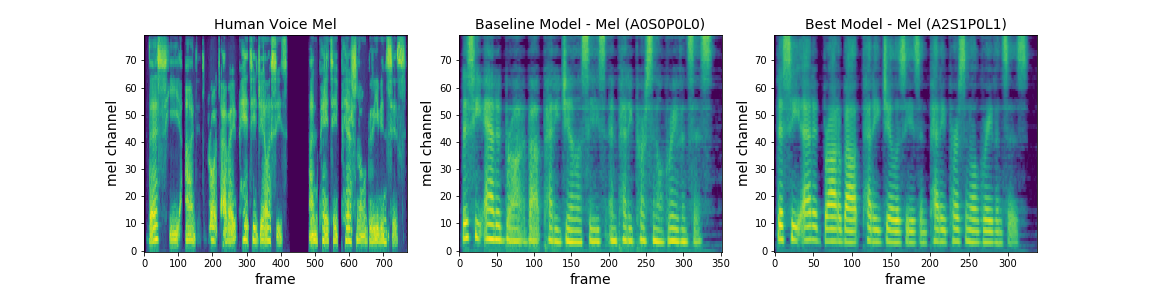 Human Voice Mel
mel channel
70
60
50
40
30
20
10
0
0 100 200 300 400 500 600 700
frame
Baseline Model - Mel (A0S0P0L0)
mel channel
70
60
50
40
30
20
10
0
0 50 100 150 200 250 300 350
frame
Best Model - Mel (A2S1P0L1)
mel channel
70
60
50
40
30
20
10
0
0 50 100 150 200 250 300
frame